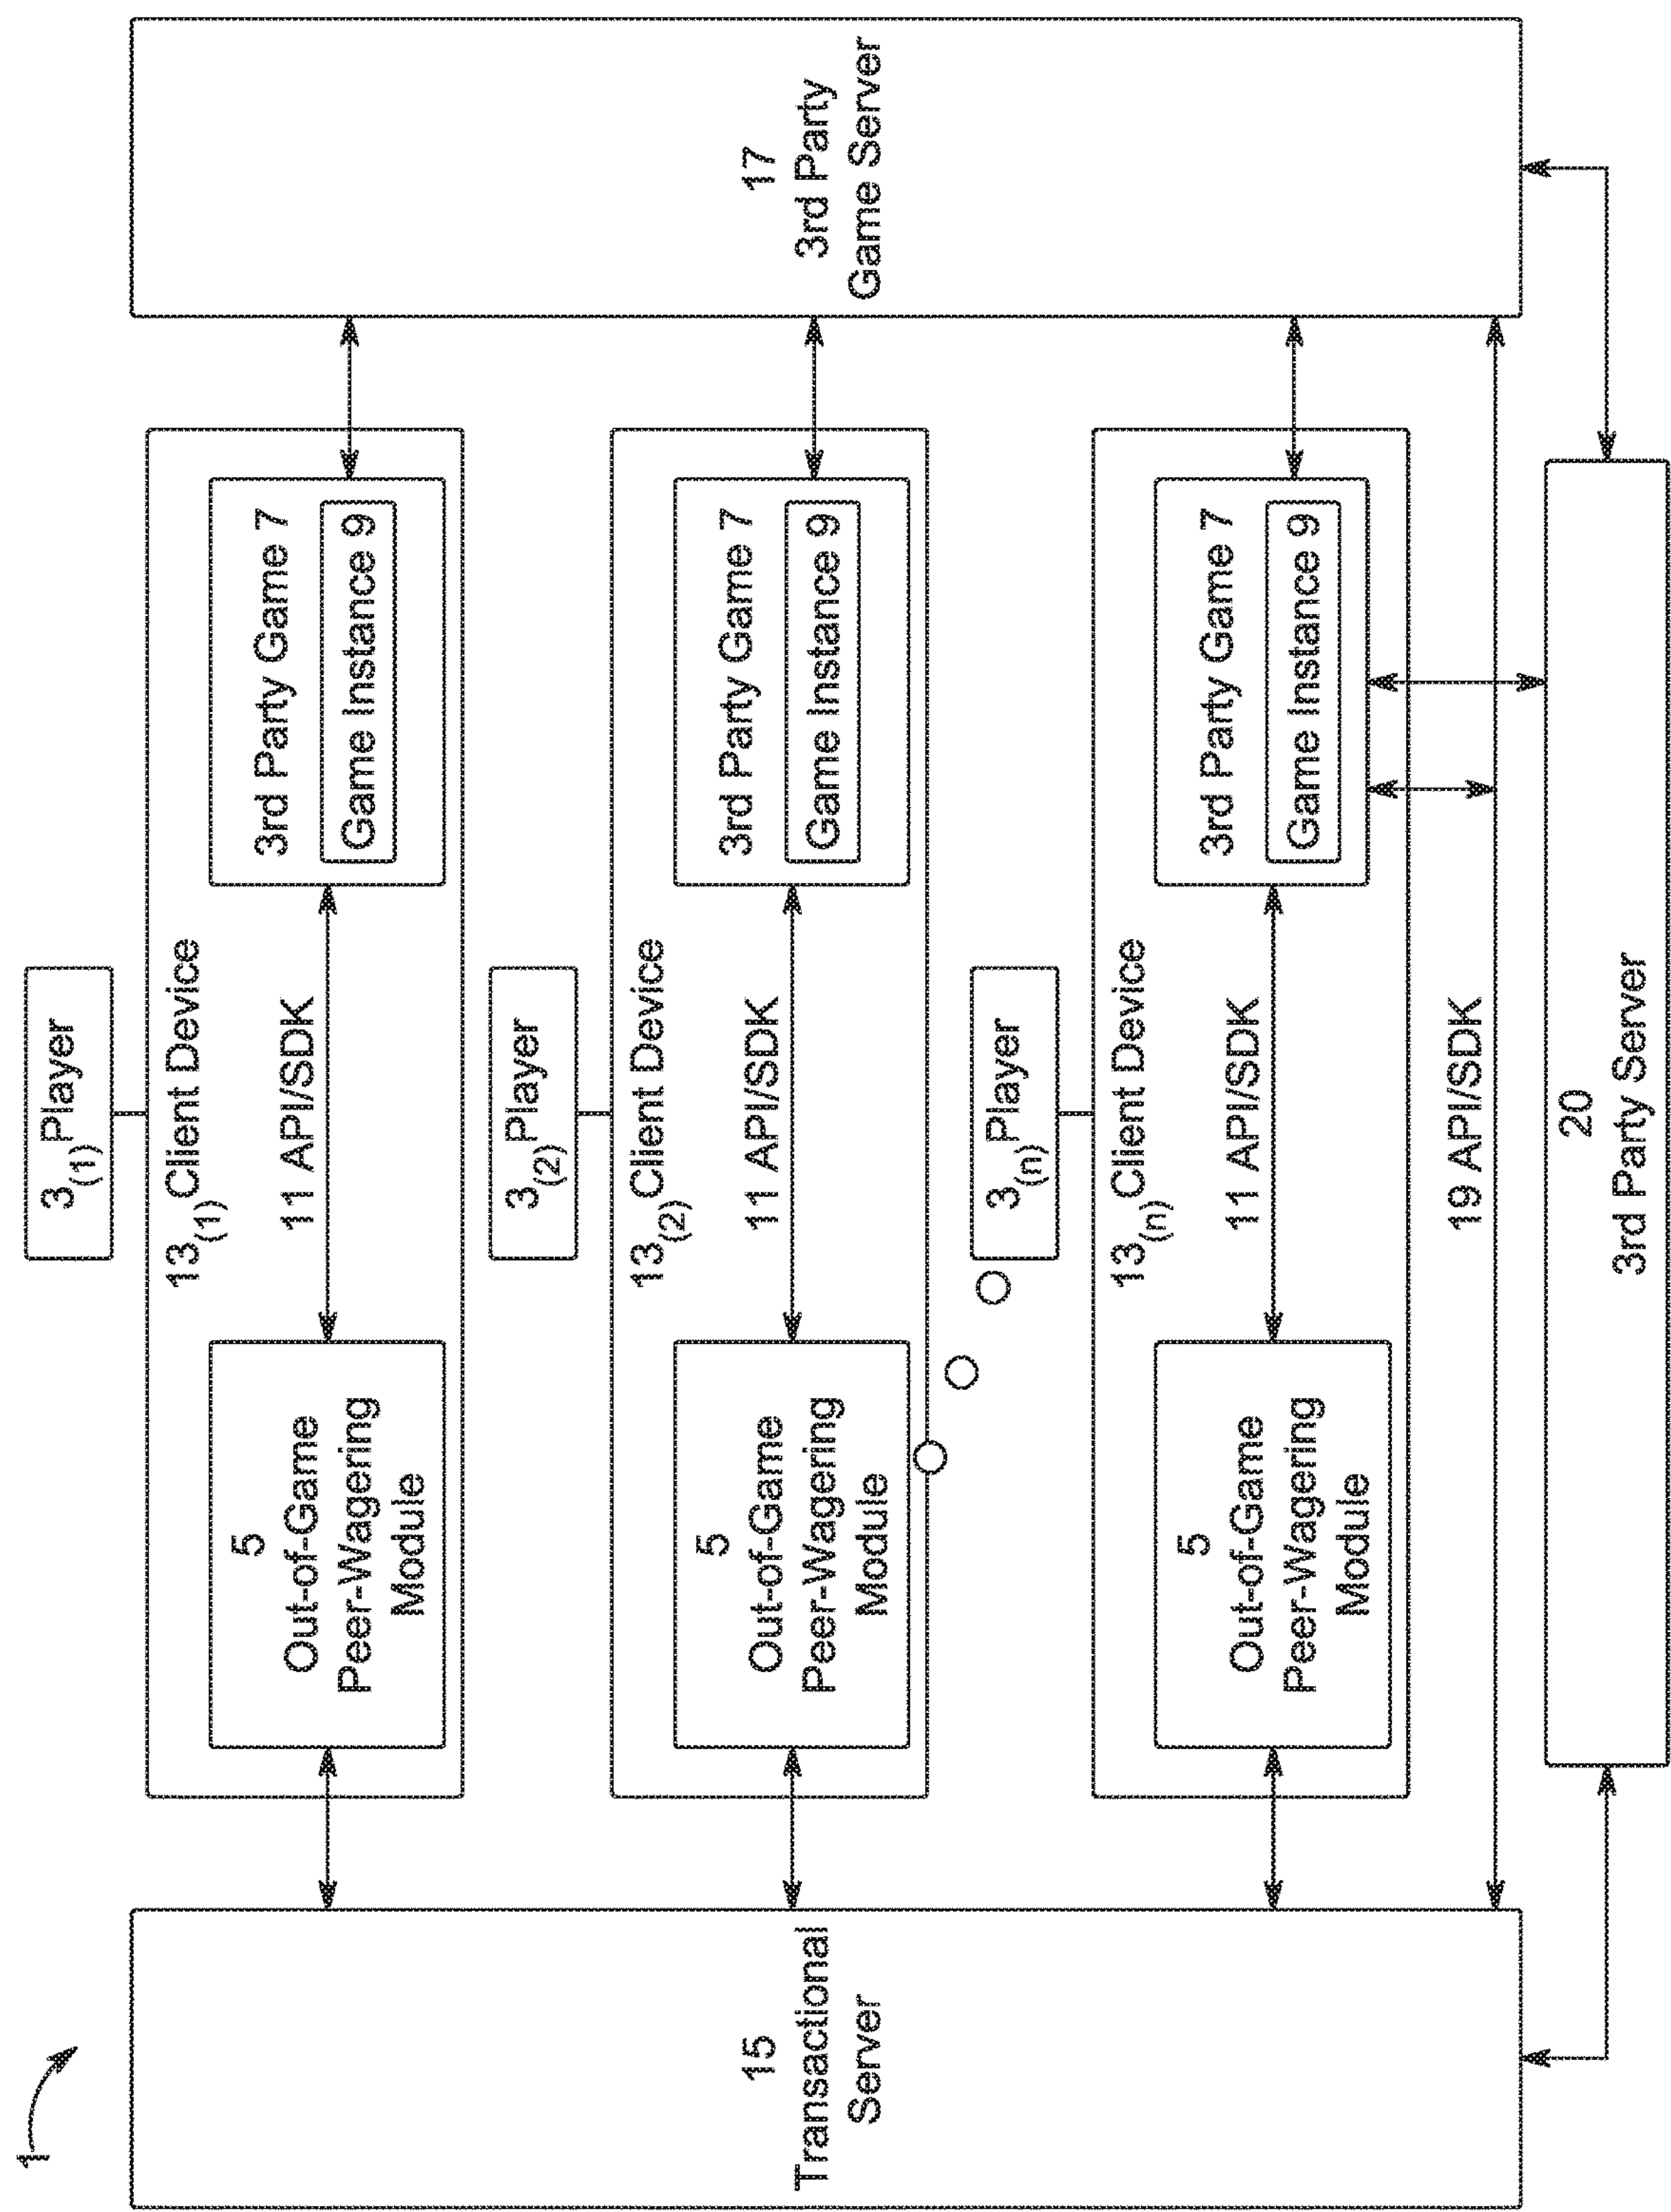 1
15
Transactional
Server
3(1) Player
13(1) Client Device
5
Out-of-Game
Peer-Wagering
Module
11 API/SDK
3rd Party Game 7
Game Instance 9
3(2) Player
13(2) Client Device
5
Out-of-Game
Peer-Wagering
Module
11 API/SDK
3rd Party Game 7
Game Instance 9
3(n) Player
13(n) Client Device
5
Out-of-Game
Peer-Wagering
Module
11 API/SDK
3rd Party Game 7
Game Instance 9
19 API/SDK
17
3rd Party
Game Server
20
3rd Party Server